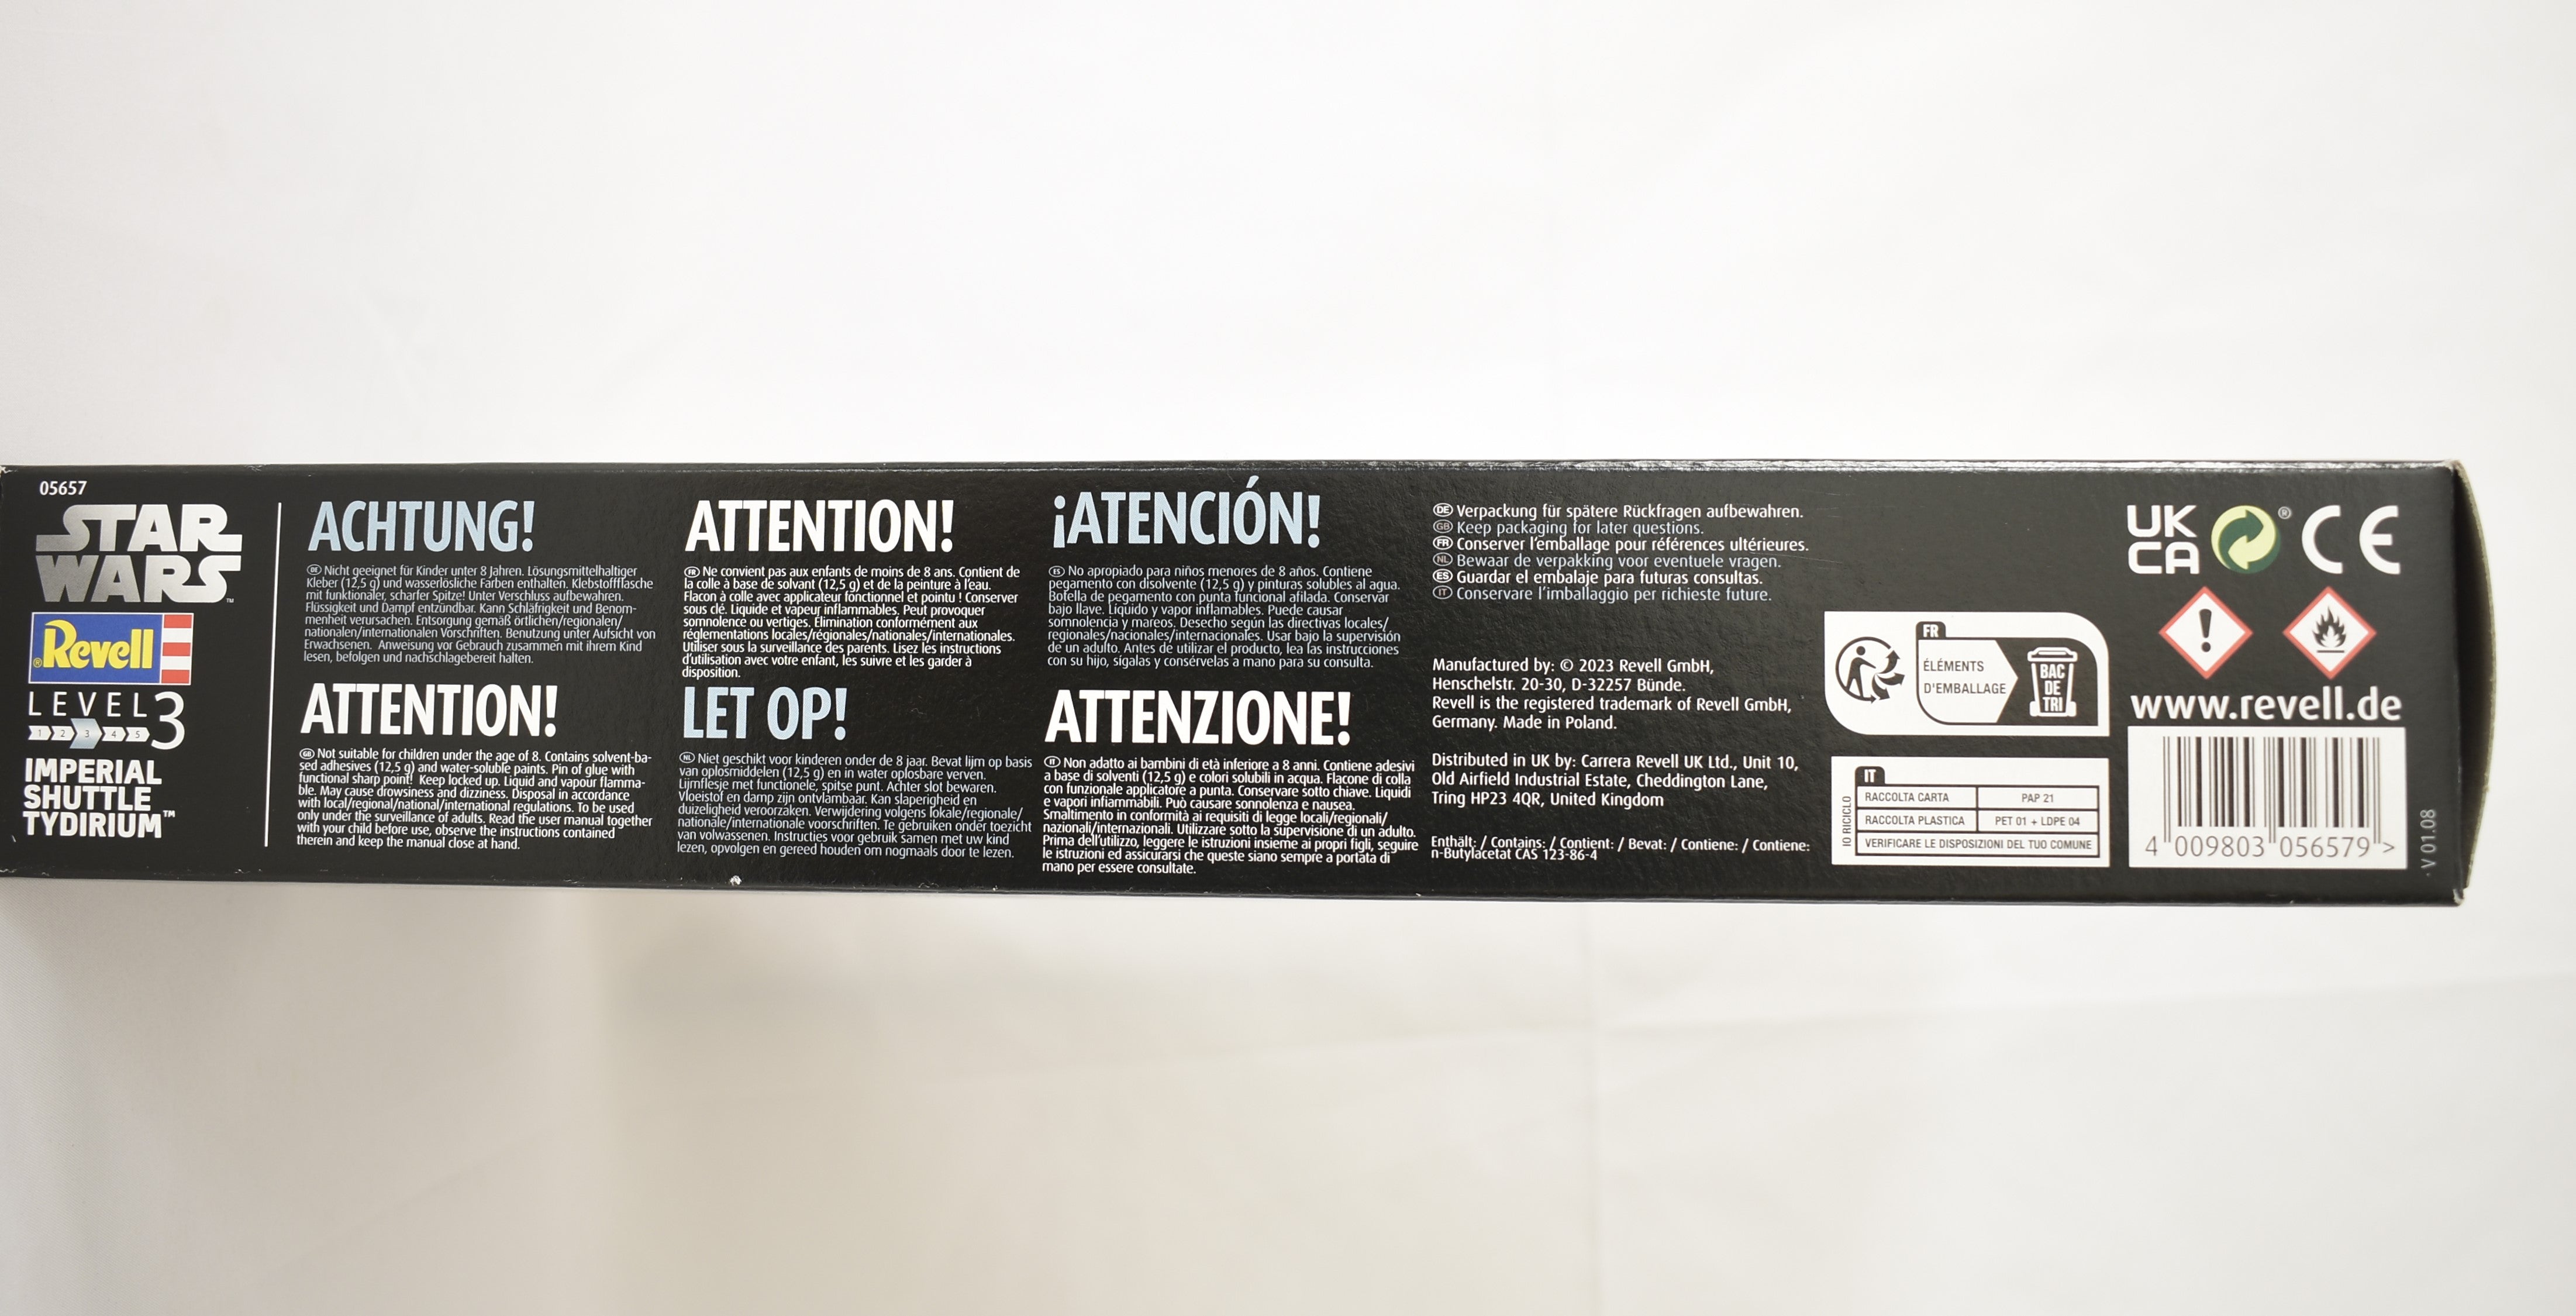 05657
STAR
WARS™
®Revell
LEVEL 3
1 2 3 4 5
IMPERIAL
SHUTTLE
TYDIRIUM™
ACHTUNG!
DE Nicht geeignet für Kinder unter 8 Jahren. Lösungsmittelhaltiger
Kleber (12,5 g) und wasserlösliche Farben enthalten. Klebstoffflasche
mit funktionaler, scharfer Spitze! Unter Verschluss aufbewahren.
Flüssigkeit und Dampf entzündbar. Kann Schläfrigkeit und Benom-
menheit verursachen. Entsorgung gemäß örtlichen/regionalen/
nationalen/internationalen Vorschriften. Benutzung unter Aufsicht von
Erwachsenen. Anweisung vor Gebrauch zusammen mit ihrem Kind
lesen, befolgen und nachschlagebereit halten.
ATTENTION!
GB Not suitable for children under the age of 8. Contains solvent-ba-
sed adhesives (12,5 g) and water-soluble paints. Pin of glue with
functional sharp point! Keep locked up. Liquid and vapour flamma-
ble. May cause drowsiness and dizziness. Disposal in accordance
with local/regional/national/international regulations. To be used
only under the surveillance of adults. Read the user manual together
with your child before use, observe the instructions contained
therein and keep the manual close at hand.
ATTENTION!
FR Ne convient pas aux enfants de moins de 8 ans. Contient de
la colle à base de solvant (12,5 g) et de la peinture à l'eau.
Flacon à colle avec applicateur fonctionnel et pointu ! Conserver
sous clé. Liquide et vapeur inflammables. Peut provoquer
somnolence ou vertiges. Élimination conformément aux
réglementations locales/régionales/nationales/internationales.
Utiliser sous la surveillance des parents. Lisez les instructions
d'utilisation avec votre enfant, les suivre et les garder à
disposition.
LET OP!
NL Niet geschikt voor kinderen onder de 8 jaar. Bevat lijm op basis
van oplosmiddelen (12,5 g) en in water oplosbare verven.
Lijmflesje met functionele, spitse punt. Achter slot bewaren.
Vloeistof en damp zijn ontvlambaar. Kan slaperigheid en
duizeligheid veroorzaken. Verwijdering volgens lokale/regionale/
nationale/internationale voorschriften. Te gebruiken onder toezicht
van volwassenen. Instructies voor gebruik samen met uw kind
lezen, opvolgen en gereed houden om nogmaals door te lezen.
¡ATENCIÓN!
ES No apropiado para niños menores de 8 años. Contiene
pegamento con disolvente (12,5 g) y pinturas solubles al agua.
Botella de pegamento con punta funcional afilada. Conservar
bajo llave. Líquido y vapor inflamables. Puede causar
somnolencia y mareos. Desecho según las directivas locales/
regionales/nacionales/internacionales. Usar bajo la supervisión
de un adulto. Antes de utilizar el producto, lea las instrucciones
con su hijo, sígalas y consérvelas a mano para su consulta.
ATTENZIONE!
IT Non adatto ai bambini di età inferiore a 8 anni. Contiene adesivi
a base di solventi (12,5 g) e colori solubili in acqua. Flacone di colla
con funzionale applicatore a punta. Conservare sotto chiave. Liquidi
e vapori infiammabili. Può causare sonnolenza e nausea.
Smaltimento in conformità ai requisiti di legge locali/regionali/
nazionali/internazionali. Utilizzare sotto la supervisione di un adulto.
Prima dell'utilizzo, leggere le istruzioni insieme ai propri figli, seguire
le istruzioni ed assicurarsi che queste siano sempre a portata di
mano per essere consultate.
DE Verpackung für spätere Rückfragen aufbewahren.
GB Keep packaging for later questions.
FR Conserver l'emballage pour références ultérieures.
NL Bewaar de verpakking voor eventuele vragen.
ES Guardar el embalaje para futuras consultas.
IT Conservare l'imballaggio per richieste future.
Manufactured by: © 2023 Revell GmbH,
Henschelstr. 20-30, D-32257 Bünde.
Revell is the registered trademark of Revell GmbH,
Germany. Made in Poland.
Distributed in UK by: Carrera Revell UK Ltd., Unit 10,
Old Airfield Industrial Estate, Cheddington Lane,
Tring HP23 4QR, United Kingdom
Enthält: / Contains: / Contient: / Bevat: / Contiene: / Contiene:
n-Butylacetat CAS 123-86-4
FR
ÉLÉMENTS
D'EMBALLAGE
BAC
DE
TRI
IO RICICLO
IT
RACCOLTA CARTA PAP 21
RACCOLTA PLASTICA PET 01 + LDPE 04
VERIFICARE LE DISPOSIZIONI DEL TUO COMUNE
UK
CA
® CE
www.revell.de
4 009803 056579 >
V 01.08